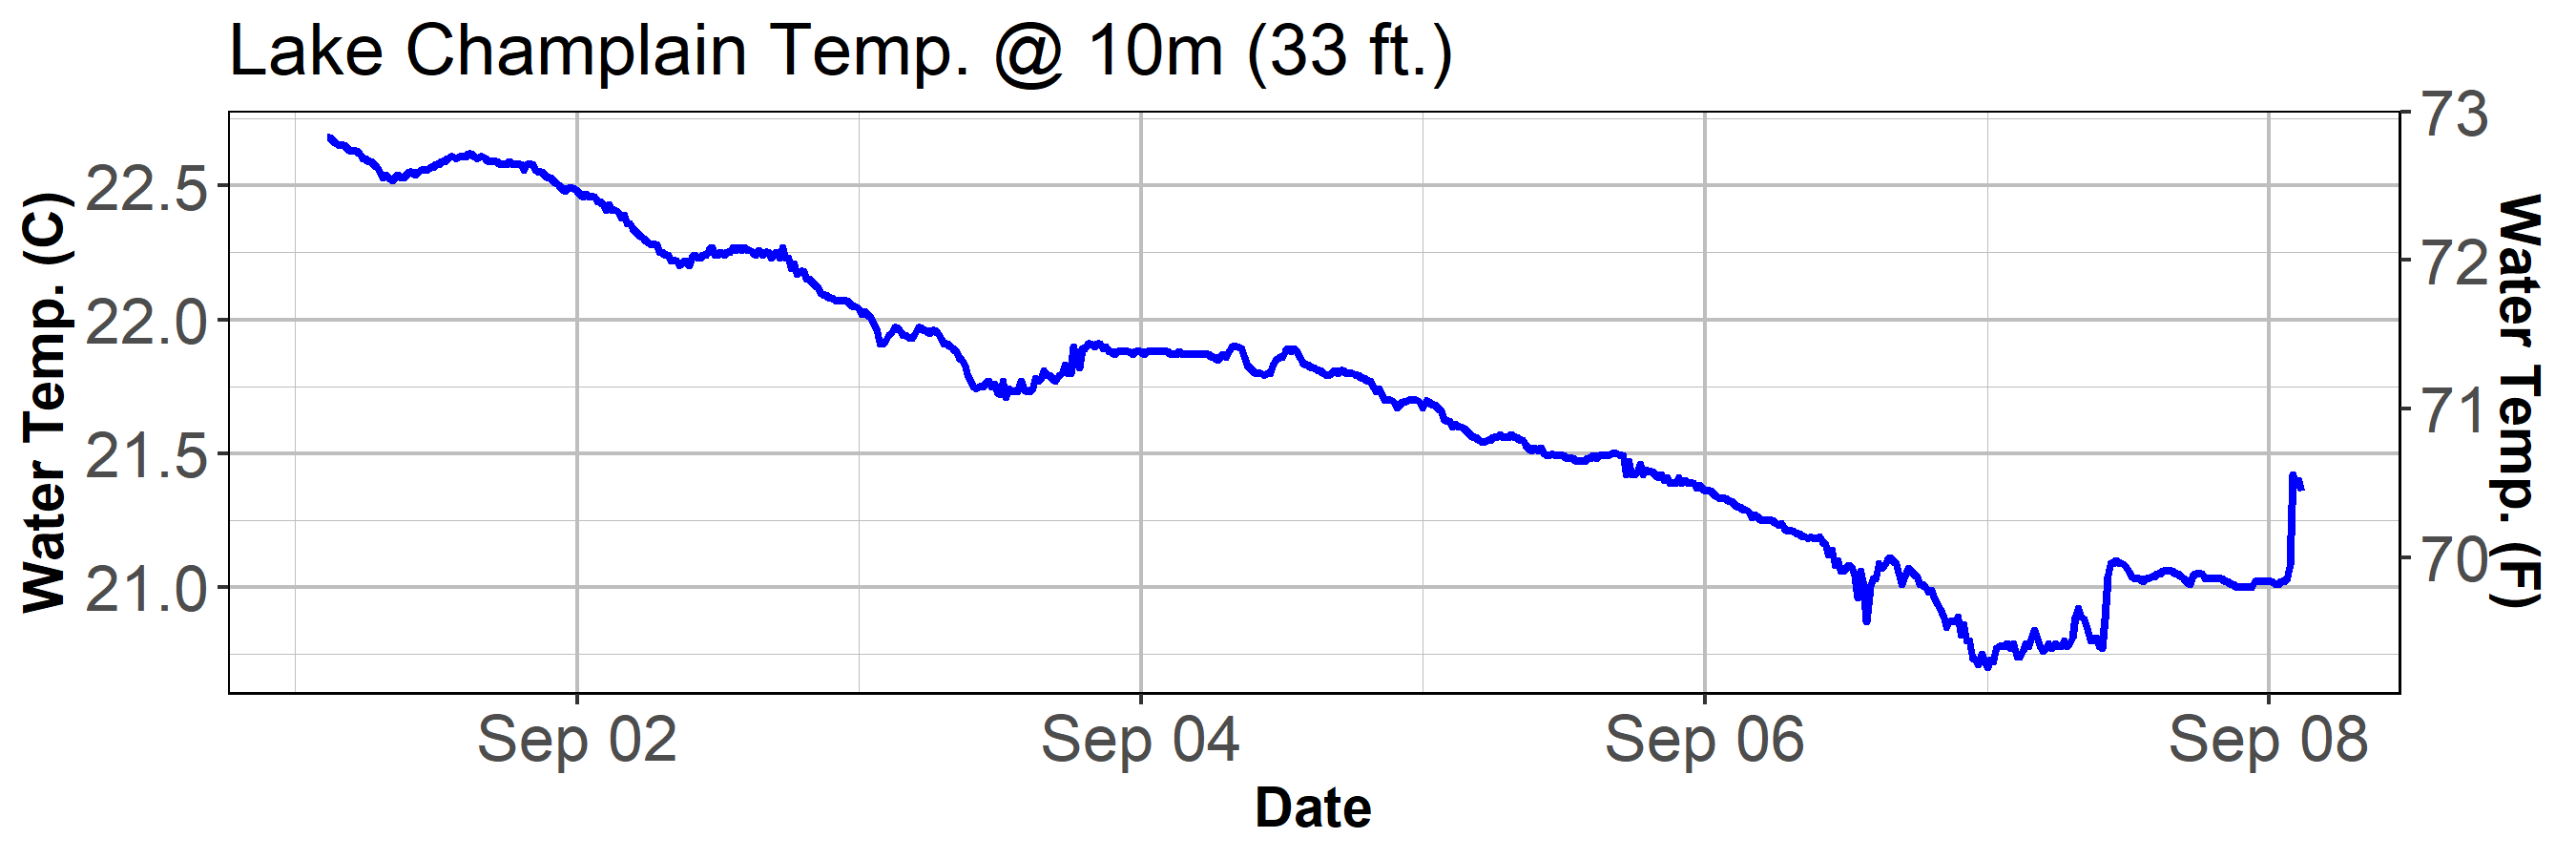 Lake Champlain Temp. @ 10m (33 ft.)
Water Temp. (C)
22.5
22.0
21.5
21.0
73
72
71
70
Water Temp. (F)
Sep 02 Sep 04 Sep 06 Sep 08
Date